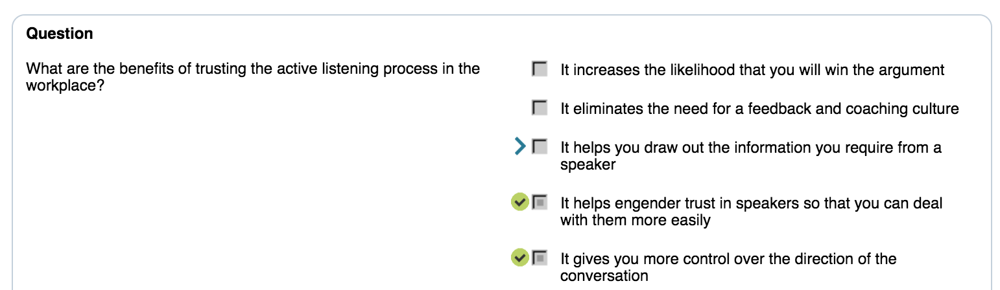 Question
What are the benefits of trusting the active listening process in the
workplace?
It increases the likelihood that you will win the argument
It eliminates the need for a feedback and coaching culture
It helps you draw out the information you require from a
speaker
It helps engender trust in speakers so that you can deal
with them more easily
It gives you more control over the direction of the
conversation